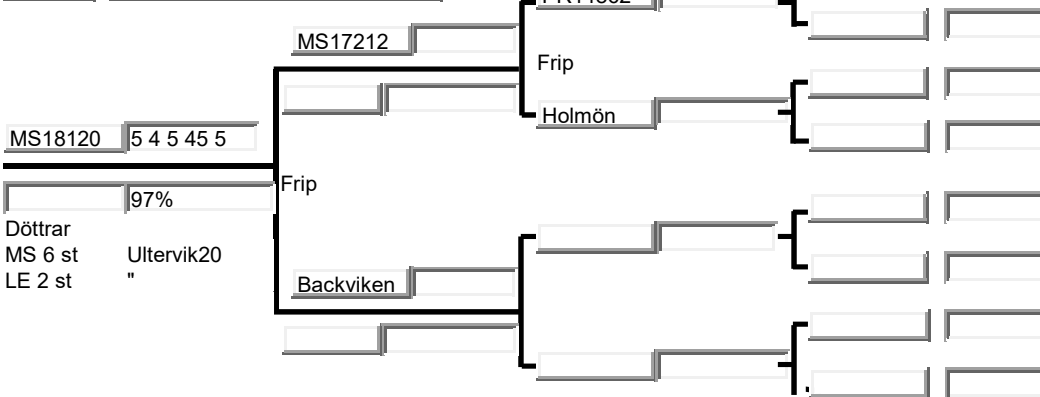 MS17212
Frip
Holmön
MS18120 5 4 5 45 5
Frip
97%
Döttrar
MS 6 st Ultervik20
LE 2 st "
Backviken